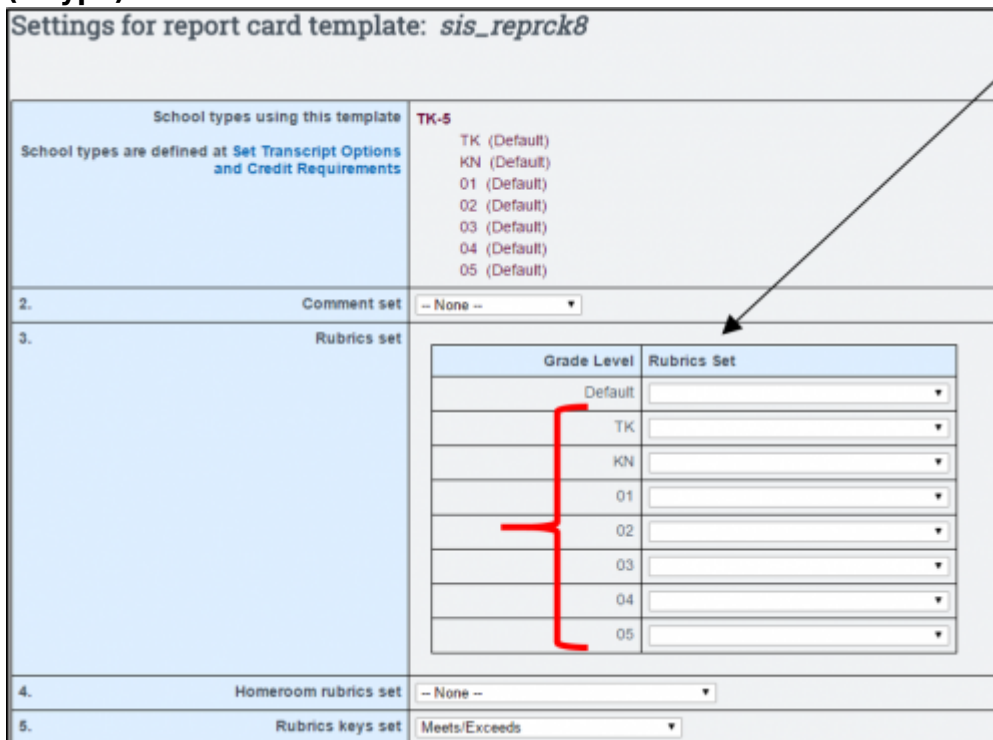 Settings for report card template: sis_reprck8
School types using this template
School types are defined at Set Transcript Options
and Credit Requirements
TK-5
TK (Default)
KN (Default)
01 (Default)
02 (Default)
03 (Default)
04 (Default)
05 (Default)
2. Comment set -- None --
3. Rubrics set
Grade Level Rubrics Set
Default
TK
KN
01
02
03
04
05
4. Homeroom rubrics set -- None --
5. Rubrics keys set Meets/Exceeds